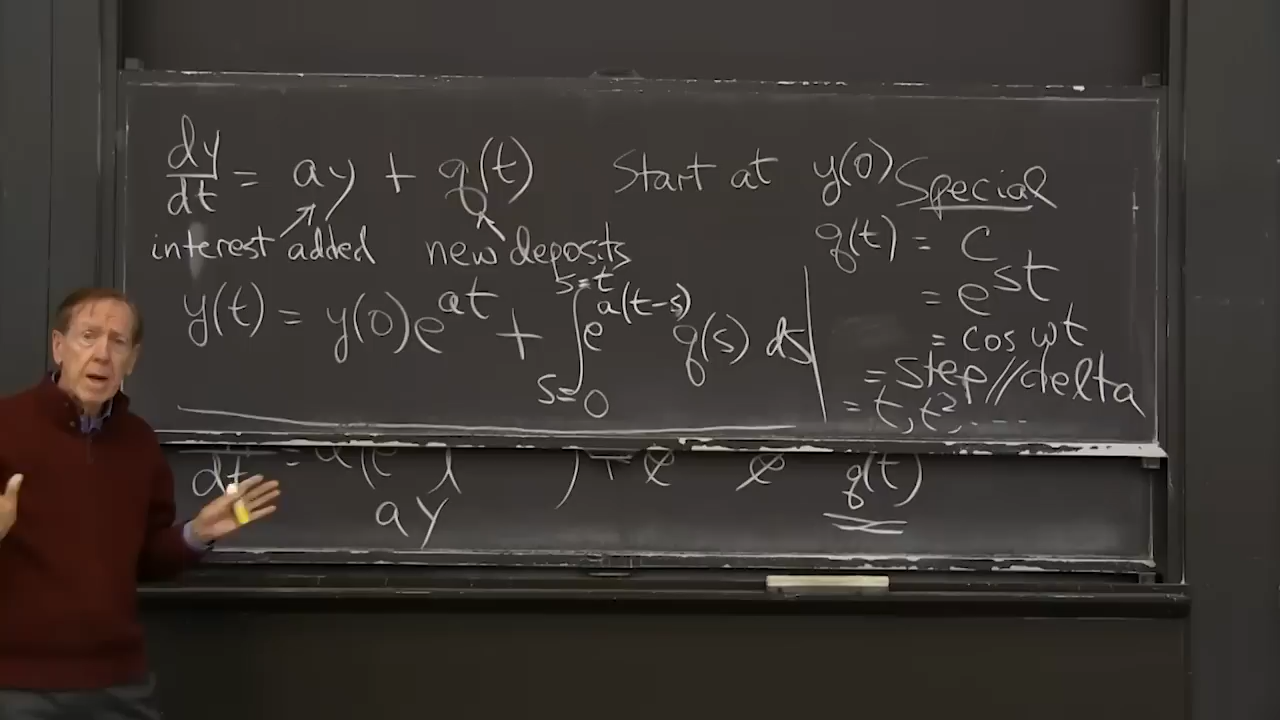 dy/dt = ay + q(t) Start at y(0)
interest added new deposits
y(t) = y(0)e^{at} + ∫_{s=0}^{s=t} e^{a(t-s)} q(s) ds
Special
q(t) = C
= e^{st}
= cos ωt
= step // delta
= t, t², ....
dt
ay
q(t)